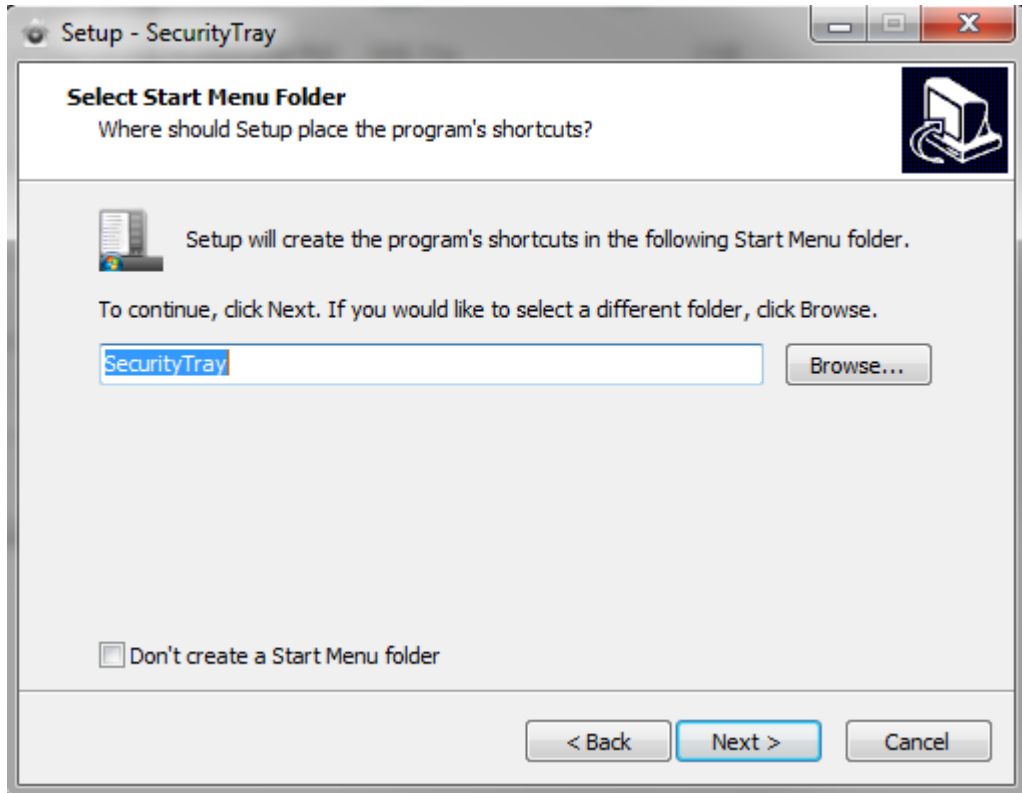 Setup - SecurityTray
Select Start Menu Folder
Where should Setup place the program's shortcuts?
Setup will create the program's shortcuts in the following Start Menu folder.
To continue, click Next. If you would like to select a different folder, click Browse.
SecurityTray
Browse...
Don't create a Start Menu folder
< Back
Next >
Cancel